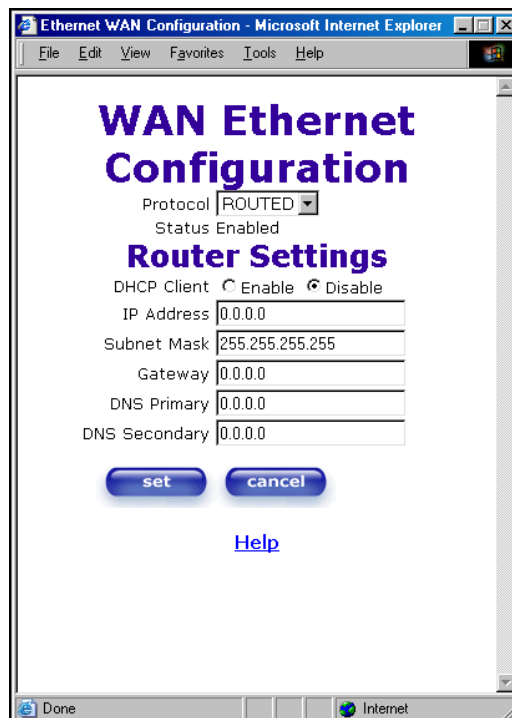 Ethernet WAN Configuration - Microsoft Internet Explorer
File Edit View Favorites Tools Help
WAN Ethernet
Configuration
Protocol ROUTED
Status Enabled
Router Settings
DHCP Client Enable Disable
IP Address 0.0.0.0
Subnet Mask 255.255.255.255
Gateway 0.0.0.0
DNS Primary 0.0.0.0
DNS Secondary 0.0.0.0
set cancel
Help
Done Internet